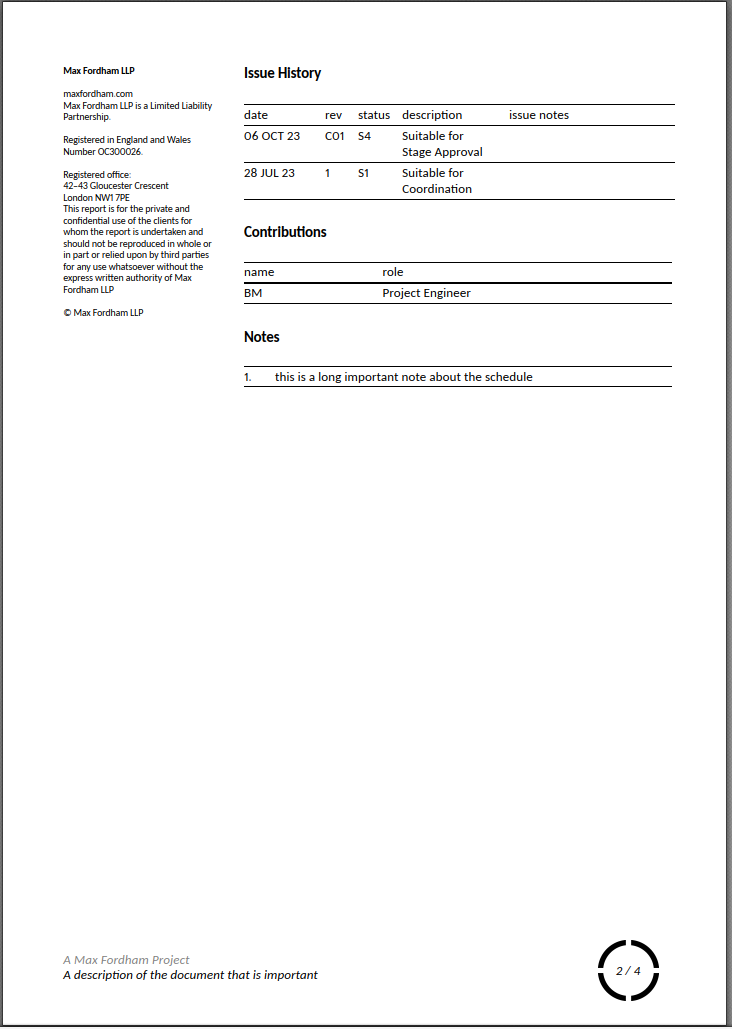 Max Fordham LLP
maxfordham.com
Max Fordham LLP is a Limited Liability
Partnership.
Registered in England and Wales
Number OC300026.
Registered office:
42–43 Gloucester Crescent
London NW1 7PE
This report is for the private and
confidential use of the clients for
whom the report is undertaken and
should not be reproduced in whole or
in part or relied upon by third parties
for any use whatsoever without the
express written authority of Max
Fordham LLP
© Max Fordham LLP
Issue History
date rev status description issue notes
06 OCT 23 C01 S4 Suitable for
Stage Approval
28 JUL 23 1 S1 Suitable for
Coordination
Contributions
name role
BM Project Engineer
Notes
1. this is a long important note about the schedule
A Max Fordham Project
A description of the document that is important
2 / 4